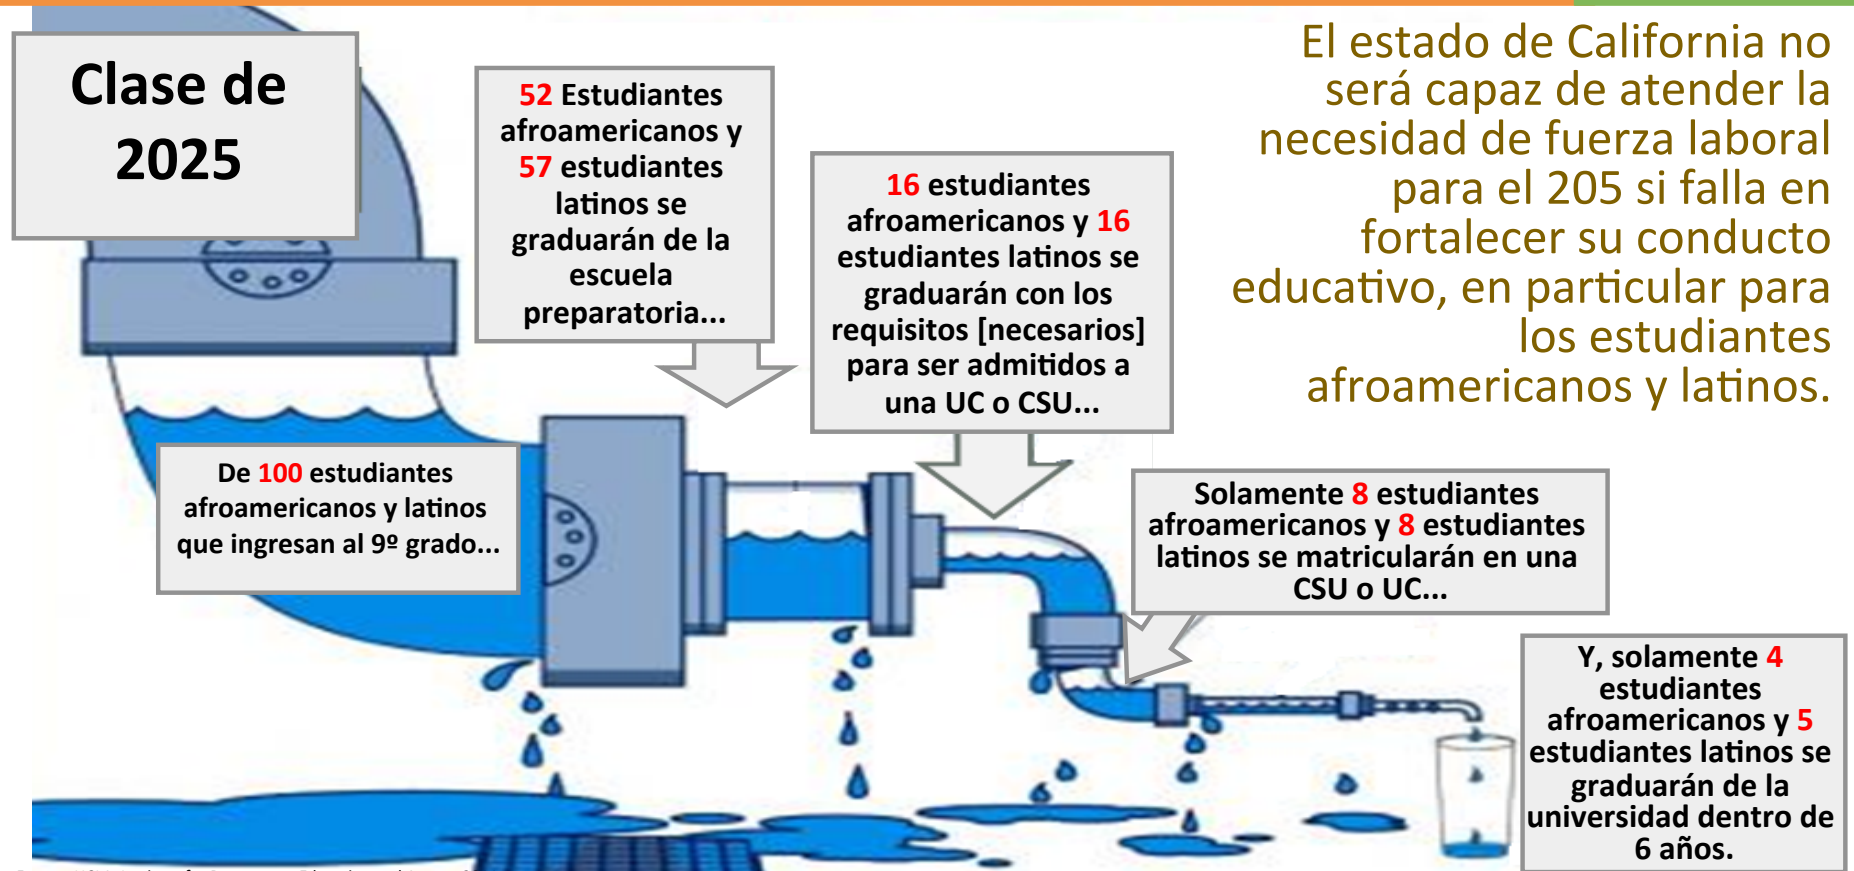 Clase de
2025
52 Estudiantes
afroamericanos y
57 estudiantes
latinos se
graduarán de la
escuela
preparatoria...
16 estudiantes
afroamericanos y 16
estudiantes latinos se
graduarán con los
requisitos [necesarios]
para ser admitidos a
una UC o CSU...
El estado de California no
será capaz de atender la
necesidad de fuerza laboral
para el 205 si falla en
fortalecer su conducto
educativo, en particular para
los estudiantes
afroamericanos y latinos.
De 100 estudiantes
afroamericanos y latinos
que ingresan al 9º grado...
Solamente 8 estudiantes
afroamericanos y 8 estudiantes
latinos se matricularán en una
CSU o UC...
Y, solamente 4
estudiantes
afroamericanos y 5
estudiantes latinos se
graduarán de la
universidad dentro de
6 años.